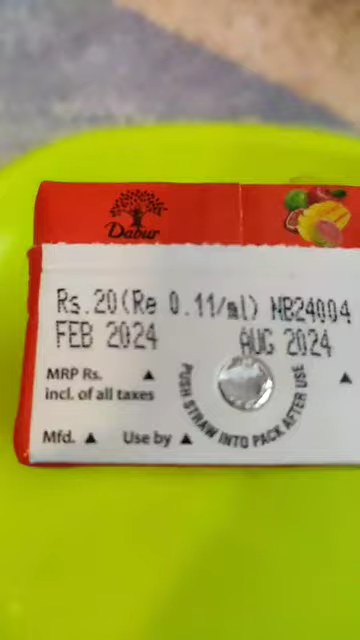 Dabur
Rs.20(Re 0.11/ml) NB24004
FEB 2024 AUG 2024
MRP Rs. ▲ ▲
incl. of all taxes
PUSH STRAW INTO PACK AFTER USE
Mfd. ▲ Use by ▲